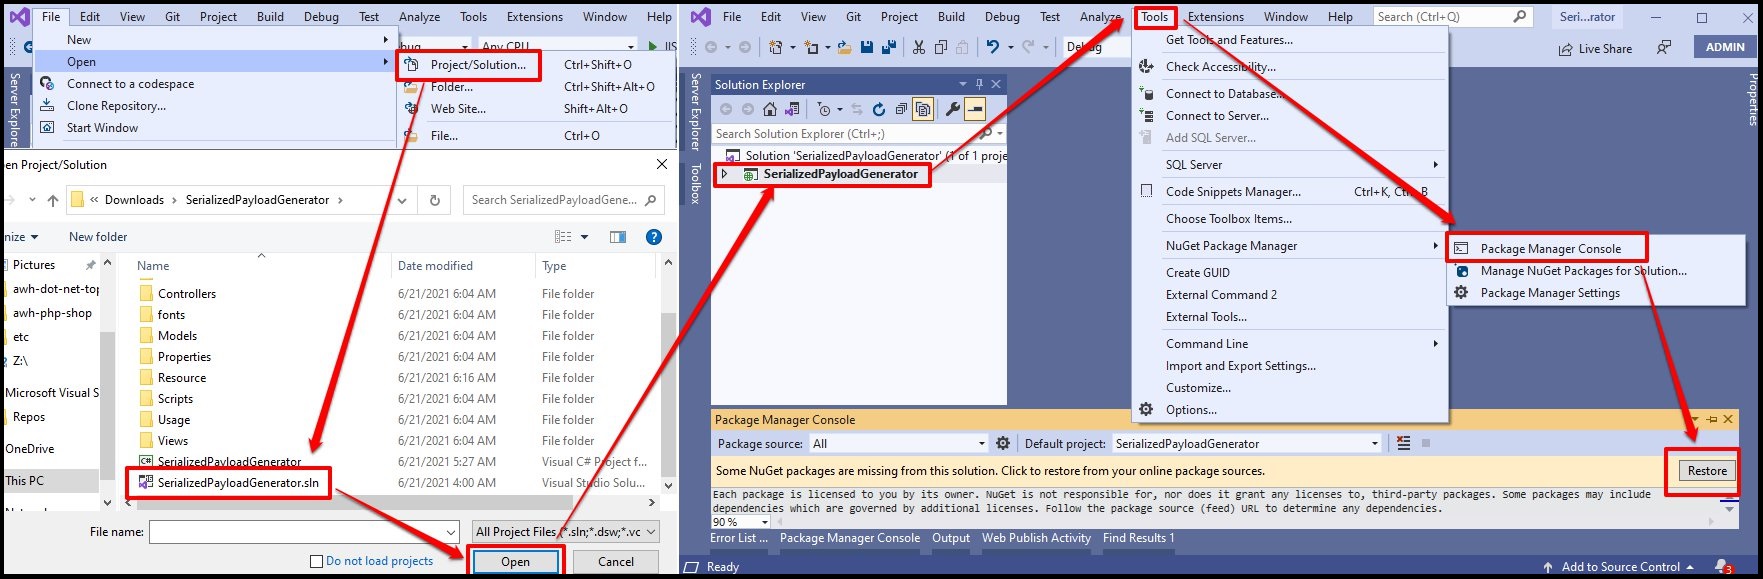 File Edit View Git Project Build Debug Test Analyze Tools Extensions Window Help
New
Open
Connect to a codespace
Clone Repository...
Start Window
Any CPU
IIS
Project/Solution... Ctrl+Shift+O
Folder... Ctrl+Shift+Alt+O
Web Site... Shift+Alt+O
File... Ctrl+O
Server Explorer
pen Project/Solution
« Downloads > SerializedPayloadGenerator >
Search SerializedPayloadGene...
nize New folder
Name Date modified Type
Pictures
awh-dot-net-top
awh-php-shop
etc
Z:\
Microsoft Visual S
Repos
OneDrive
This PC
Network
Controllers 6/21/2021 6:04 AM File folder
fonts 6/21/2021 6:04 AM File folder
Models 6/21/2021 6:04 AM File folder
Properties 6/21/2021 6:04 AM File folder
Resource 6/21/2021 6:16 AM File folder
Scripts 6/21/2021 6:04 AM File folder
Usage 6/21/2021 6:04 AM File folder
Views 6/21/2021 6:04 AM File folder
SerializedPayloadGenerator 6/21/2021 5:27 AM Visual C# Project f...
SerializedPayloadGenerator.sln 6/21/2021 4:00 AM Visual Studio Solu...
File name:
All Project Files (*.sln;*.dsw;*.vc
Do not load projects
Open Cancel
File Edit View Git Project Build Debug Test Analyze Tools Extensions Window Help
Search (Ctrl+Q)
Seri...rator
Debug
Live Share
ADMIN
Server Explorer
Toolbox
Properties
Solution Explorer
Search Solution Explorer (Ctrl+;)
Solution 'SerializedPayloadGenerator' (1 of 1 proje
SerializedPayloadGenerator
Get Tools and Features...
Check Accessibility...
Connect to Database...
Connect to Server...
Add SQL Server...
SQL Server
Code Snippets Manager... Ctrl+K, Ctrl+B
Choose Toolbox Items...
NuGet Package Manager
Create GUID
External Command 2
External Tools...
Command Line
Import and Export Settings...
Customize...
Options...
Package Manager Console
Manage NuGet Packages for Solution...
Package Manager Settings
Package Manager Console
Package source: All
Default project: SerializedPayloadGenerator
Some NuGet packages are missing from this solution. Click to restore from your online package sources.
Restore
Each package is licensed to you by its owner. NuGet is not responsible for, nor does it grant any licenses to, third-party packages. Some packages may include
dependencies which are governed by additional licenses. Follow the package source (feed) URL to determine any dependencies.
90 %
Error List ... Package Manager Console Output Web Publish Activity Find Results 1
Ready
Add to Source Control
3